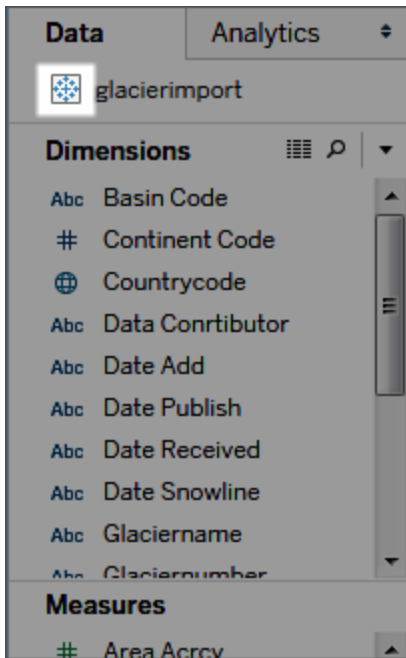 Data Analytics
glacierimport
Dimensions
Abc Basin Code
# Continent Code
Countrycode
Abc Data Conrtibutor
Abc Date Add
Abc Date Publish
Abc Date Received
Abc Date Snowline
Abc Glaciername
Abc Glaciernumber
Measures
# Area Acrcy